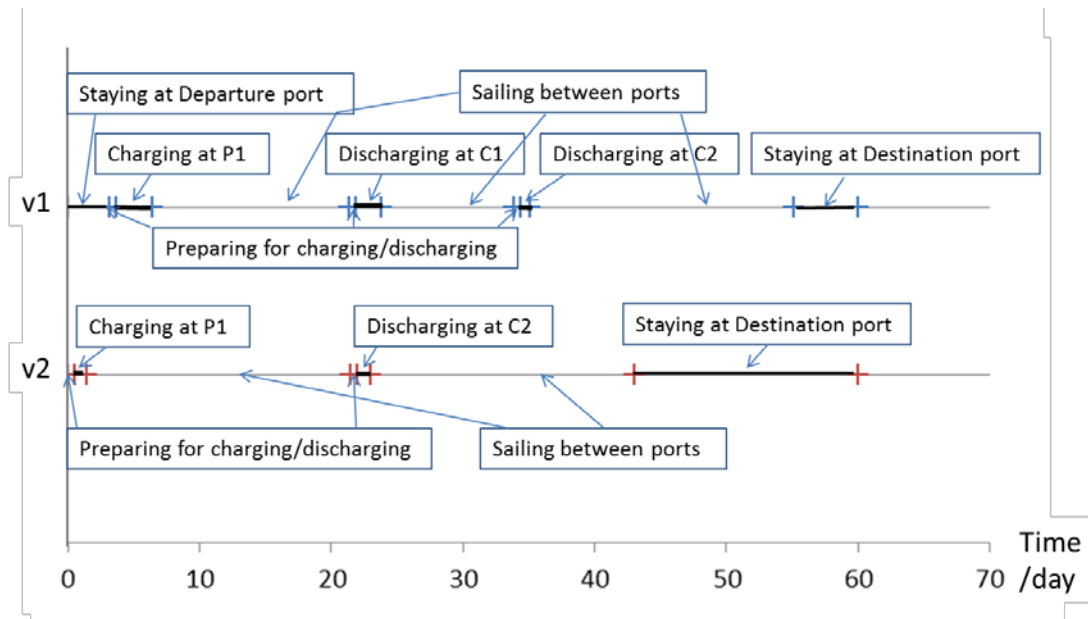 Staying at Departure port
Sailing between ports
Charging at P1
Discharging at C1
Discharging at C2
Staying at Destination port
v1
Preparing for charging/discharging
Charging at P1
Discharging at C2
Staying at Destination port
v2
Preparing for charging/discharging
Sailing between ports
Time
0 10 20 30 40 50 60 70
/day